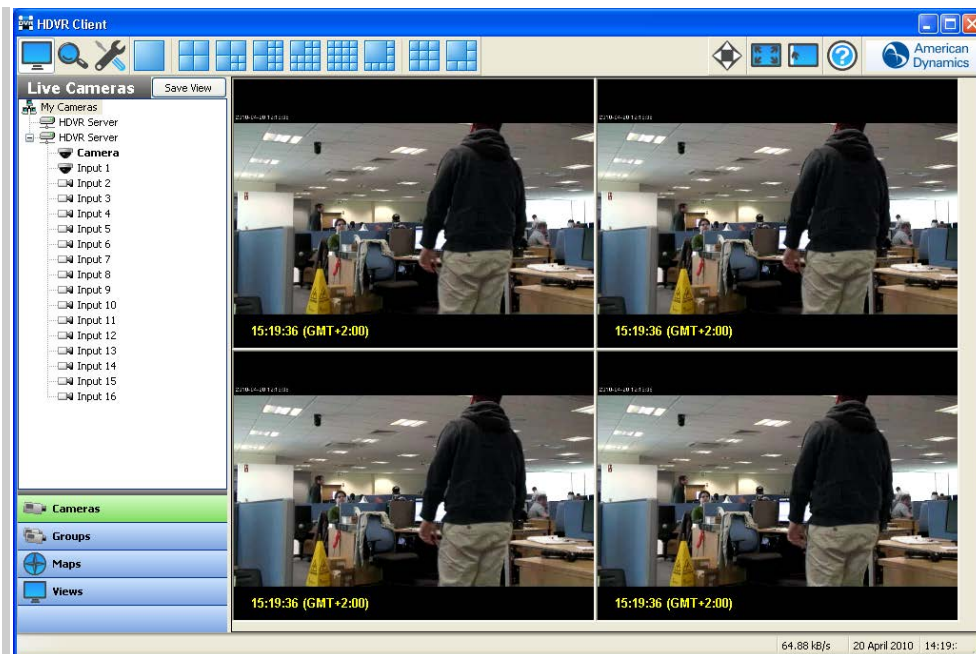 HDVR Client
American
Dynamics
Live Cameras
Save View
My Cameras
HDVR Server
HDVR Server
Camera
Input 1
Input 2
Input 3
Input 4
Input 5
Input 6
Input 7
Input 8
Input 9
Input 10
Input 11
Input 12
Input 13
Input 14
Input 15
Input 16
Cameras
Groups
Maps
Views
15:19:36 (GMT+2:00)
15:19:36 (GMT+2:00)
15:19:36 (GMT+2:00)
15:19:36 (GMT+2:00)
64.88 kB/s
20 April 2010
14:19: